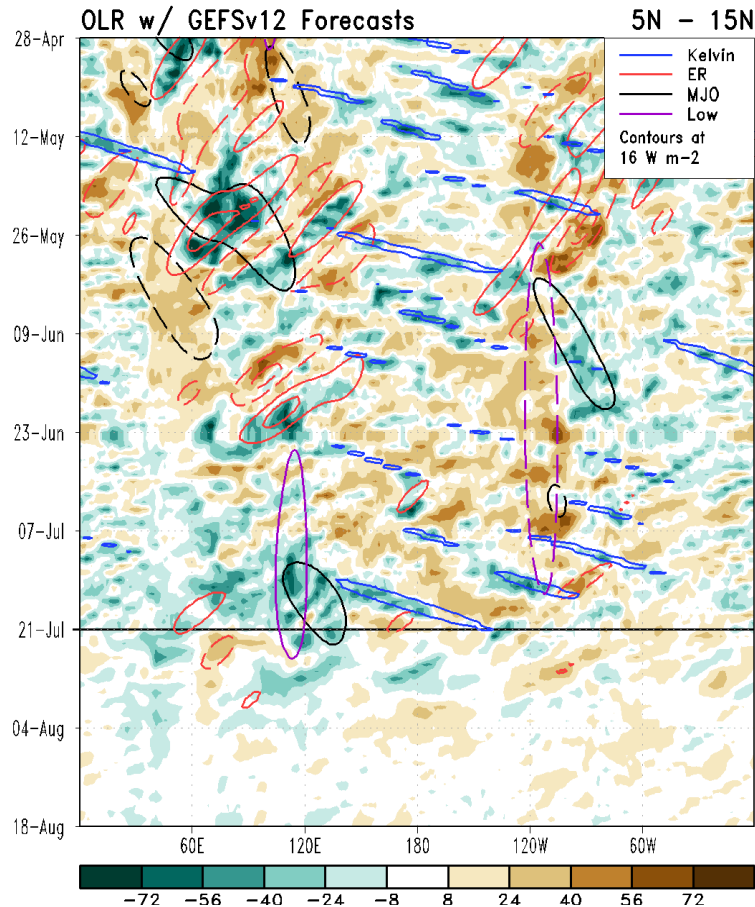 OLR w/ GEFSv12 Forecasts 5N - 15N
28-Apr
12-May
26-May
09-Jun
23-Jun
07-Jul
21-Jul
04-Aug
18-Aug
Kelvin
ER
MJO
Low
Contours at
16 W m-2
60E 120E 180 120W 60W
-72 -56 -40 -24 -8 8 24 40 56 72